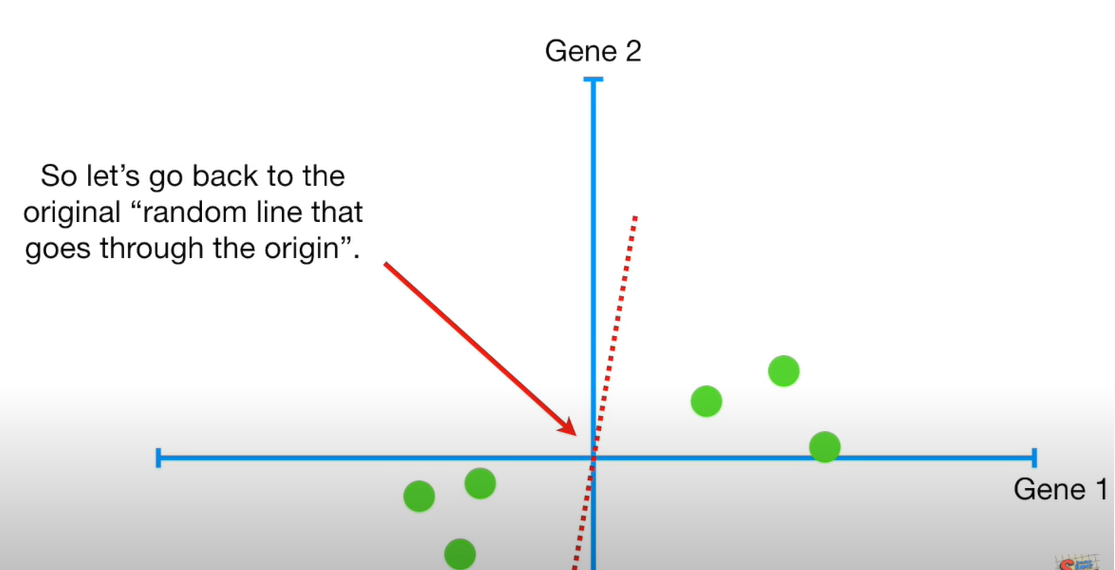 Gene 2
So let’s go back to the
original “random line that
goes through the origin”.
Gene 1